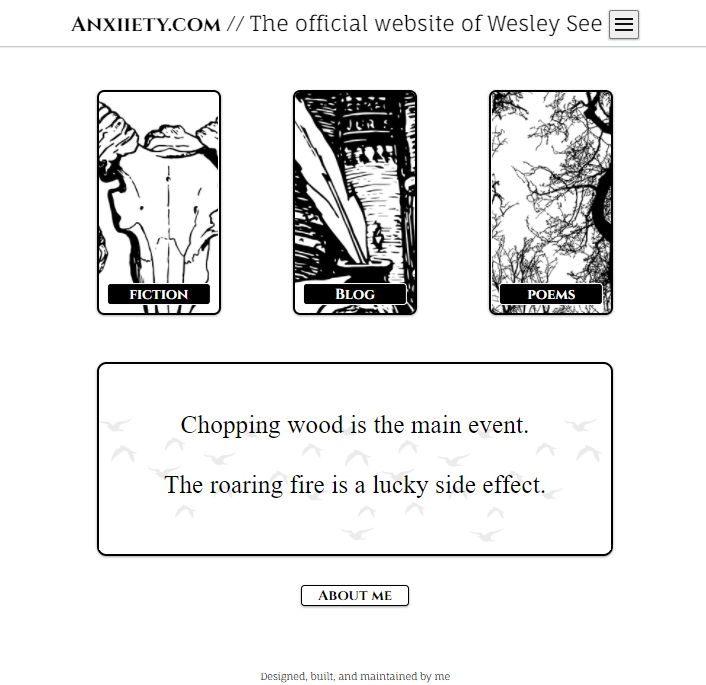 Anxiiety.com // The official website of Wesley See
fiction
Blog
poems
Chopping wood is the main event.
The roaring fire is a lucky side effect.
About me
Designed, built, and maintained by me